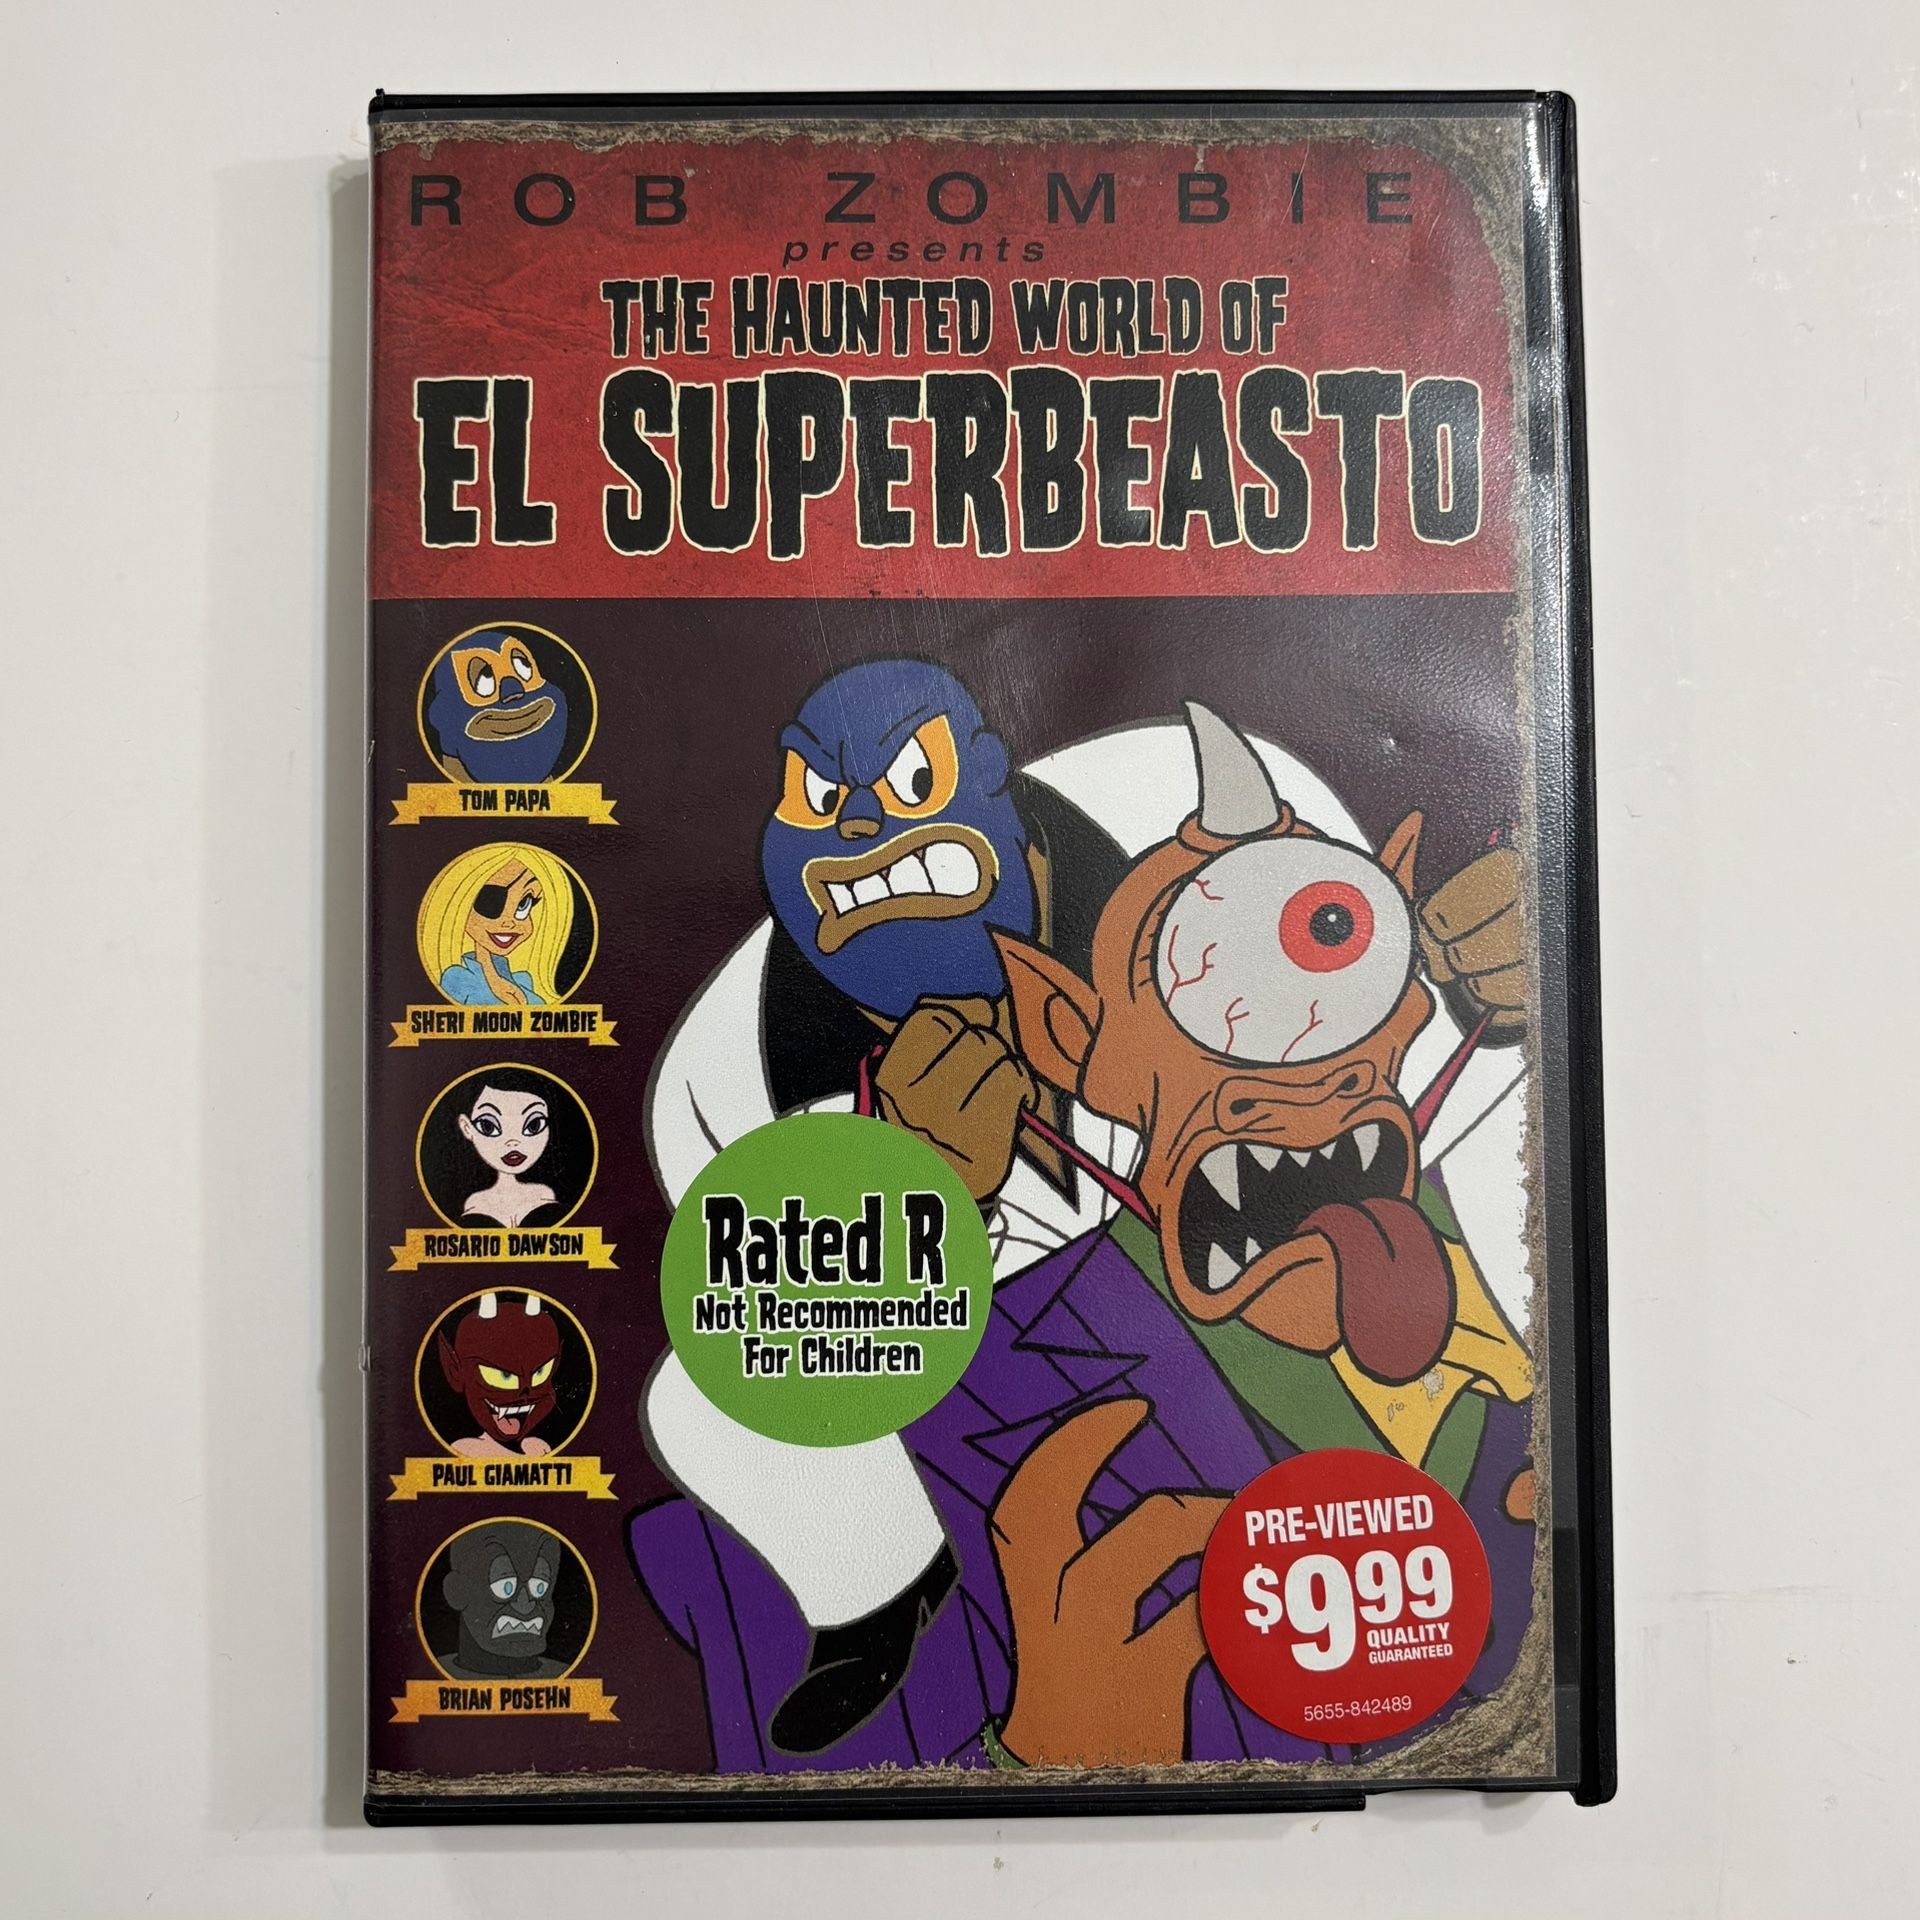 ROB ZOMBIE
presents
THE HAUNTED WORLD OF
EL SUPERBEASTO
TOM PAPA
SHERI MOON ZOMBIE
ROSARIO DAWSON
PAUL GIAMATTI
BRIAN POSEHN
Rated R
Not Recommended
For Children
PRE-VIEWED
$9.99
QUALITY
GUARANTEED
5655-842489